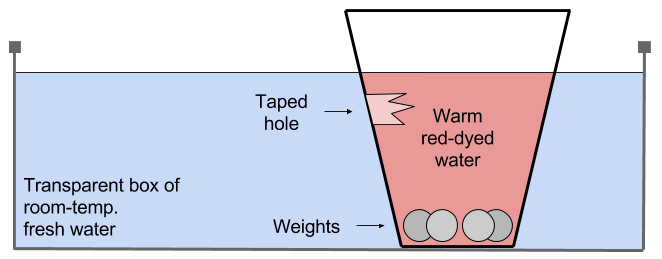 Taped
hole
Warm
red-dyed
water
Transparent box of
room-temp.
fresh water
Weights